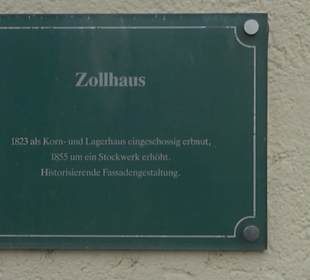 Zollhaus
1823 als Korn- und Lagerhaus eingeschossig erbaut,
1855 um ein Stockwerk erhöht.
Historisierende Fassadengestaltung.